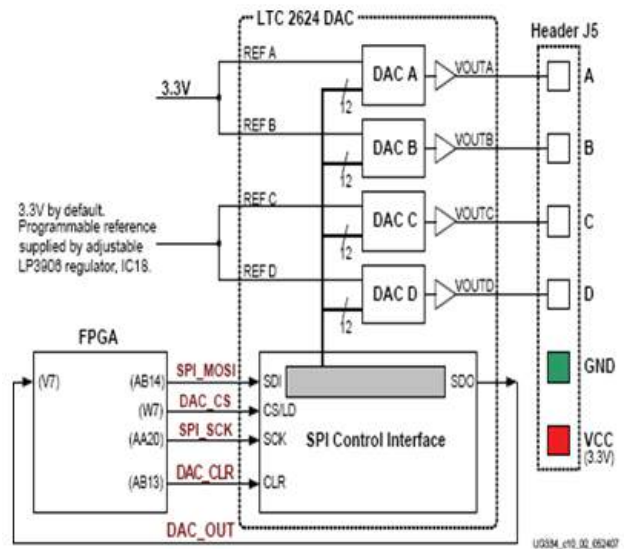 LTC 2624 DAC
Header J5
REF A
DAC A
VOUTA
A
3.3V
12
REF B
DAC B
VOUTB
B
12
3.3V by default.
Programmable reference
supplied by adjustable
LP3906 regulator, IC18.
REF C
DAC C
VOUTC
C
12
REF D
DAC D
VOUTD
D
12
FPGA
GND
(V7)
(AB14)
SPI_MOSI
SDI
SDO
(W7)
DAC_CS
CS/LD
(AA20)
SPI_SCK
SCK
SPI Control Interface
VCC
(3.3V)
(AB13)
DAC_CLR
CLR
DAC_OUT
UG334_c10_02_052407